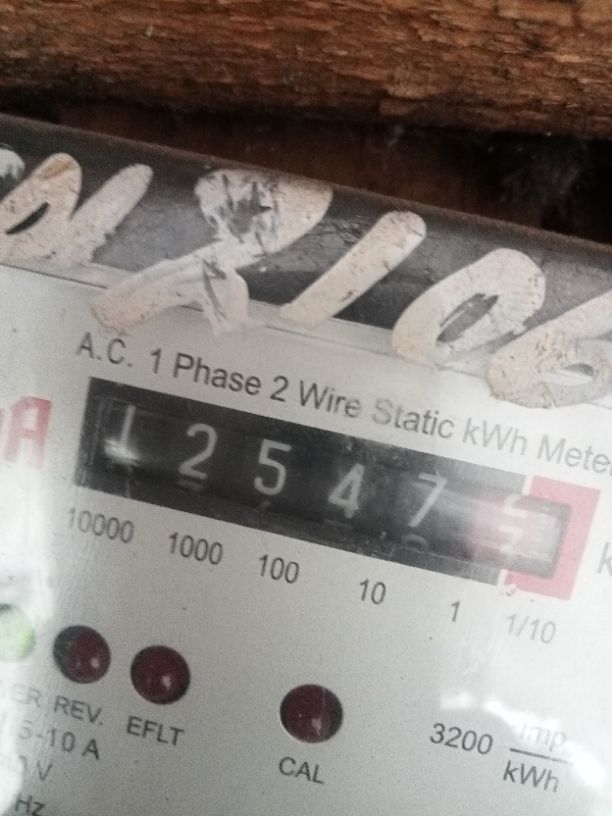 A.C. 1 Phase 2 Wire Static kWh Meter
1 2 5 4 7
10000 1000 100 10 1 1/10
REV. EFLT
CAL
5-10 A
V
Hz
3200 imp/kWh